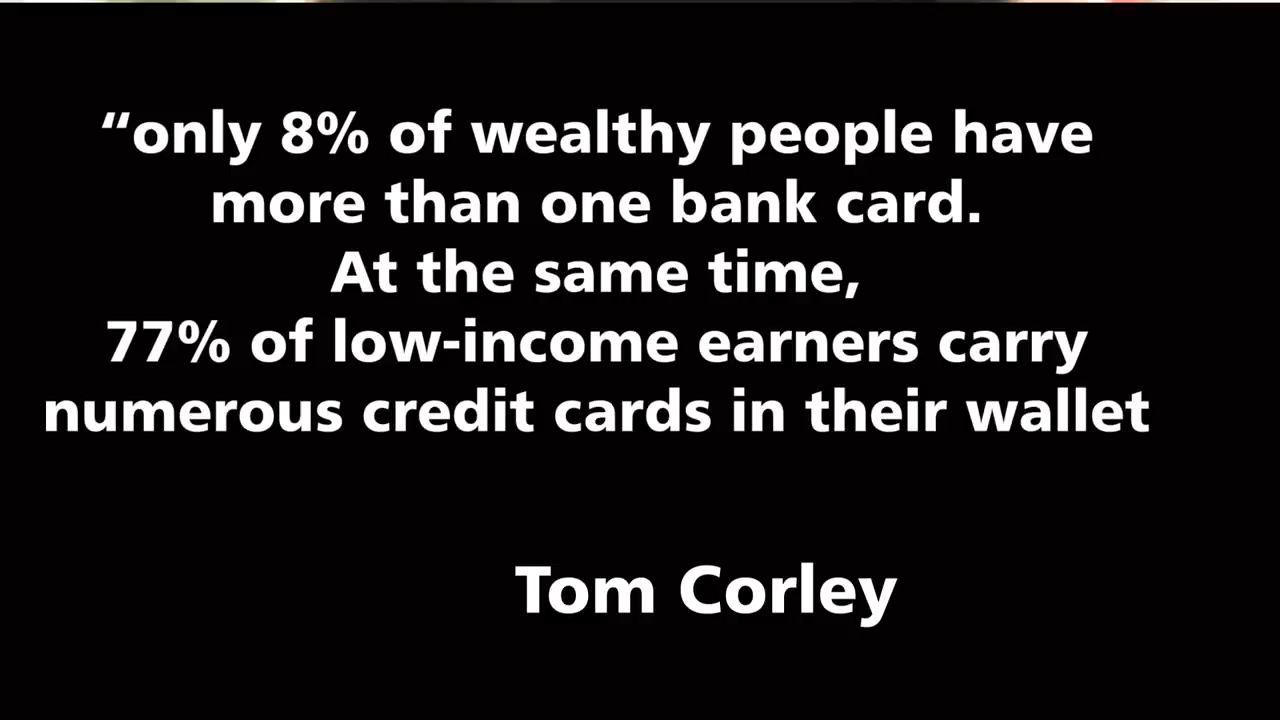 “only 8% of wealthy people have
more than one bank card.
At the same time,
77% of low-income earners carry
numerous credit cards in their wallet
Tom Corley